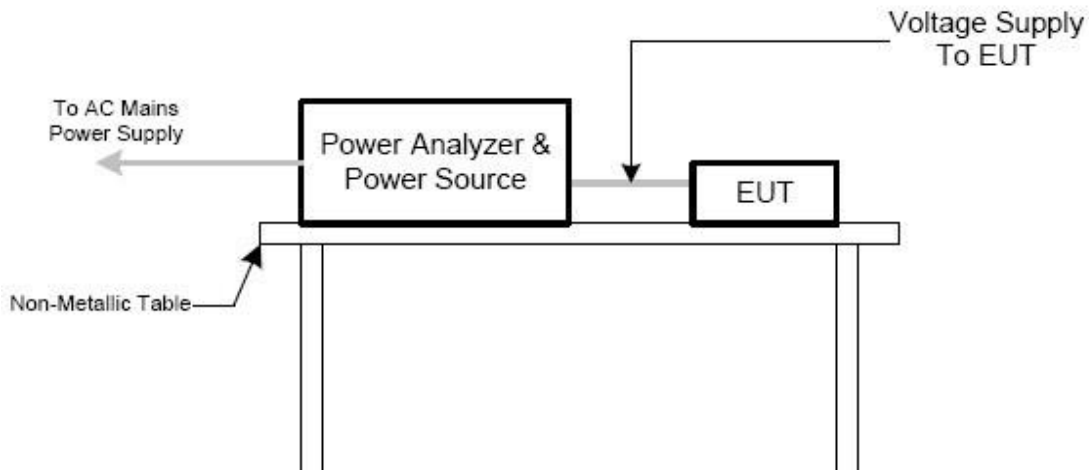 Voltage Supply
To EUT
To AC Mains
Power Supply
Power Analyzer &
Power Source
EUT
Non-Metallic Table